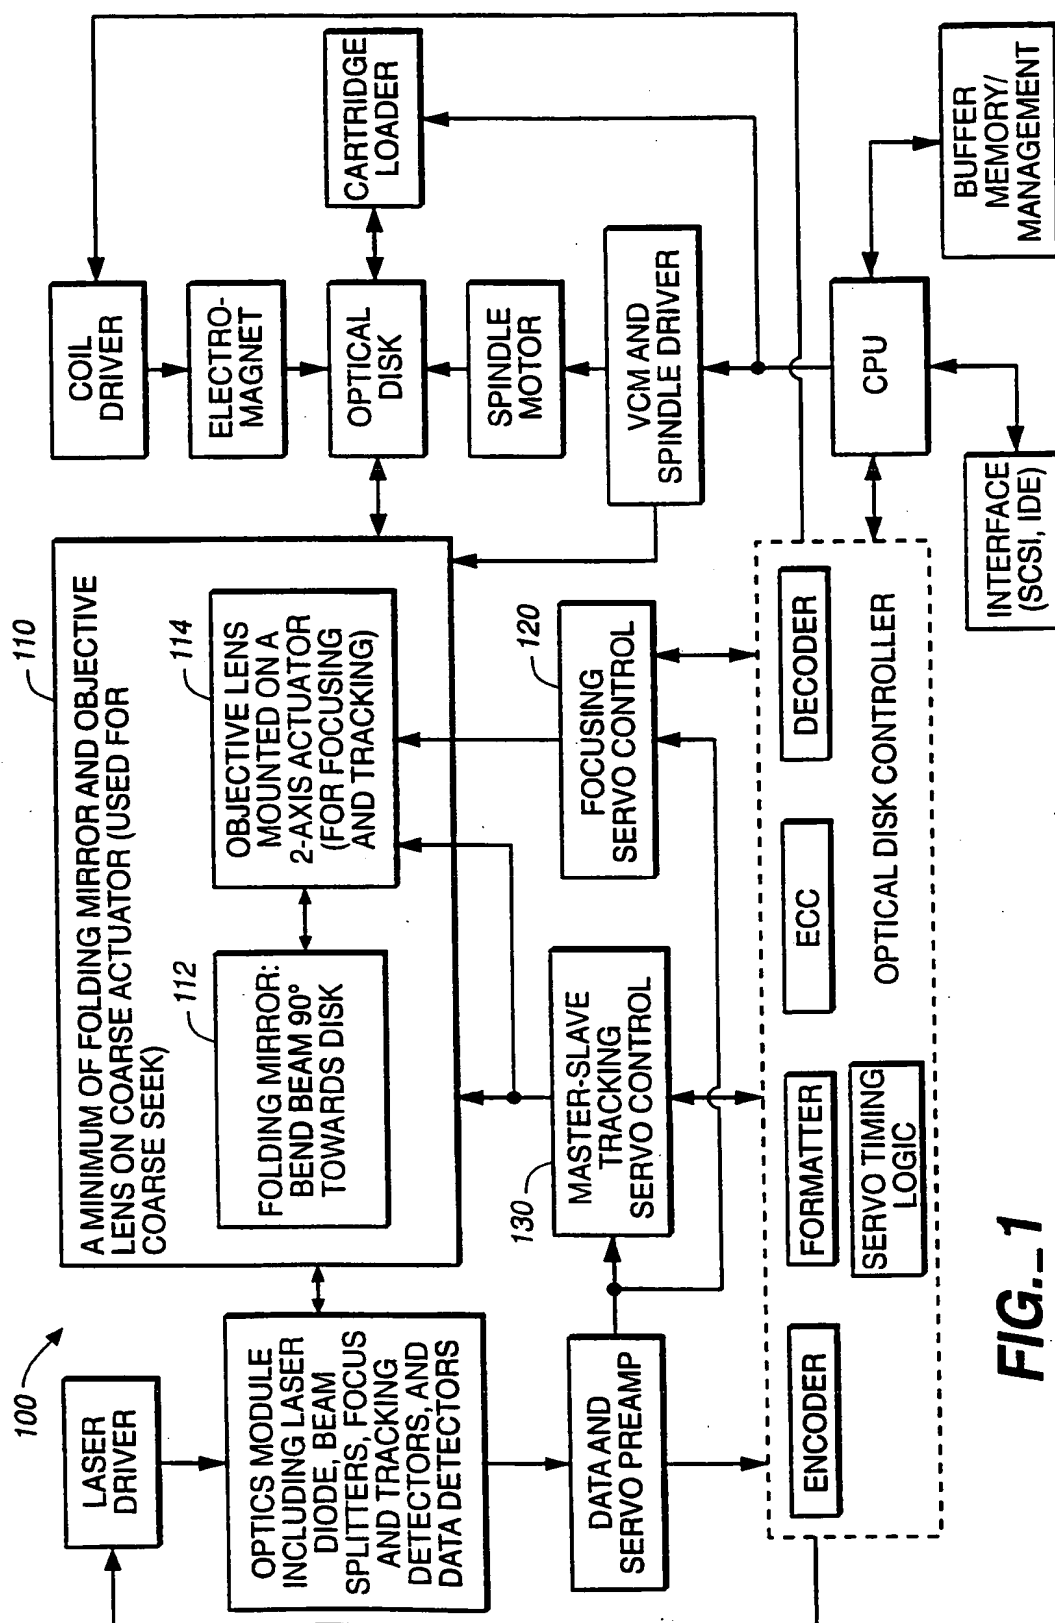 100
LASER
DRIVER
OPTICS MODULE
INCLUDING LASER
DIODE, BEAM
SPLITTERS, FOCUS
AND TRACKING
DETECTORS, AND
DATA DETECTORS
DATA AND
SERVO PREAMP
110
A MINIMUM OF FOLDING MIRROR AND OBJECTIVE
LENS ON COARSE ACTUATOR (USED FOR
COARSE SEEK)
112
FOLDING MIRROR:
BEND BEAM 90°
TOWARDS DISK
114
OBJECTIVE LENS
MOUNTED ON A
2-AXIS ACTUATOR
(FOR FOCUSING
AND TRACKING)
130
MASTER-SLAVE
TRACKING
SERVO CONTROL
120
FOCUSING
SERVO CONTROL
COIL
DRIVER
ELECTRO-
MAGNET
OPTICAL
DISK
CARTRIDGE
LOADER
SPINDLE
MOTOR
VCM AND
SPINDLE DRIVER
ENCODER
FORMATTER
SERVO TIMING
LOGIC
ECC
DECODER
OPTICAL DISK CONTROLLER
CPU
INTERFACE
(SCSI, IDE)
BUFFER
MEMORY/
MANAGEMENT
FIG._1